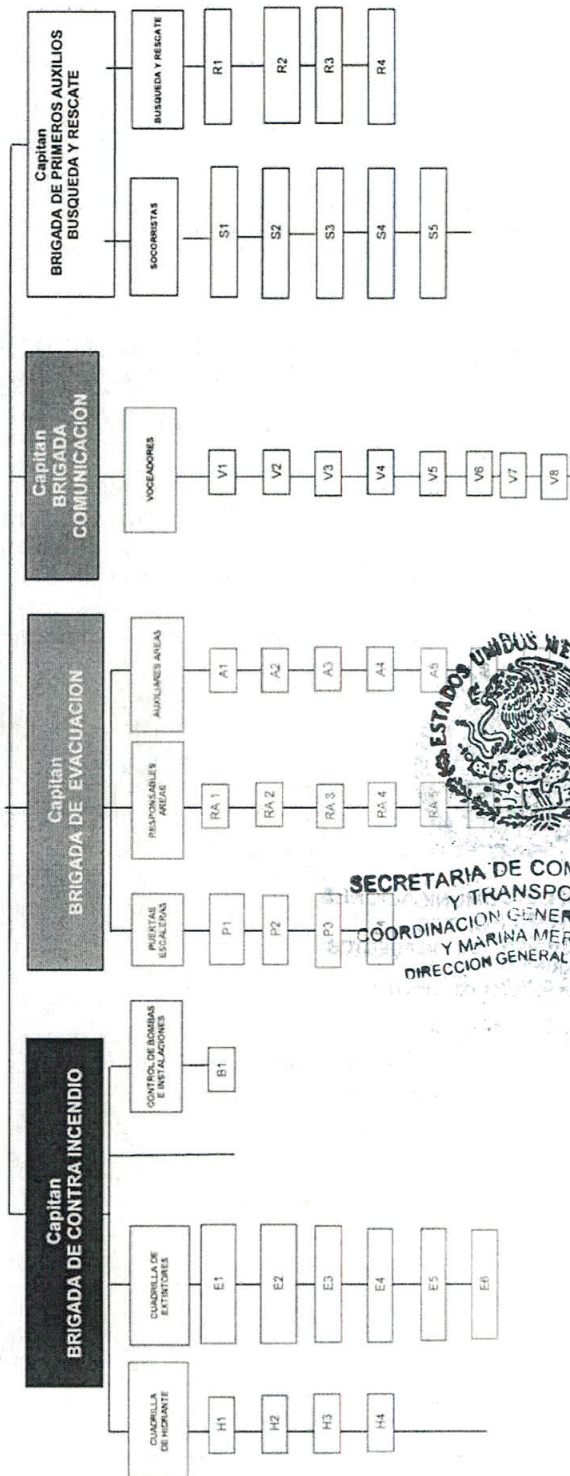 Capitan
BRIGADA DE CONTRA INCENDIO
CUADRILLA
DE HIDRANTE
H1
H2
H3
H4
CUADRILLA DE
EXTINTORES
E1
E2
E3
E4
E5
E6
CONTROL DE BOMBAS
E INSTALACIONES
B1
Capitan
BRIGADA DE EVACUACION
PUERTAS
ESCALERAS
P1
P2
P3
RESPONSABLES
AREAS
RA 1
RA 2
RA 3
RA 4
RA 5
AUXILIARES AREAS
A1
A2
A3
A4
A5
Capitan
BRIGADA
COMUNICACIÓN
VOCEADORES
V1
V2
V3
V4
V5
V6
V7
V8
Capitan
BRIGADA DE PRIMEROS AUXILIOS
BUSQUEDA Y RESCATE
SOCORRISTAS
S1
S2
S3
S4
S5
BUSQUEDA Y RESCATE
R1
R2
R3
R4
ESTADOS UNIDOS ME
SECRETARIA DE COM
Y TRANSPO
COORDINACION GENER
Y MARINA MER
DIRECCION GENERAL